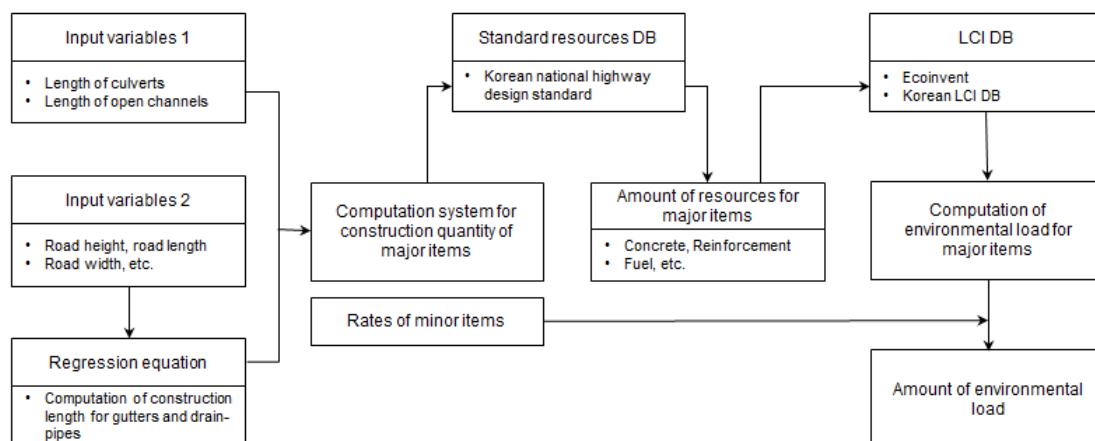 Input variables 1
• Length of culverts
• Length of open channels
Input variables 2
• Road height, road length
• Road width, etc.
Regression equation
• Computation of construction
length for gutters and drain-
pipes
Computation system for
construction quantity of
major items
Rates of minor items
Standard resources DB
• Korean national highway
design standard
Amount of resources for
major items
• Concrete, Reinforcement
• Fuel, etc.
LCI DB
• Ecoinvent
• Korean LCI DB
Computation of
environmental load for
major items
Amount of environmental
load